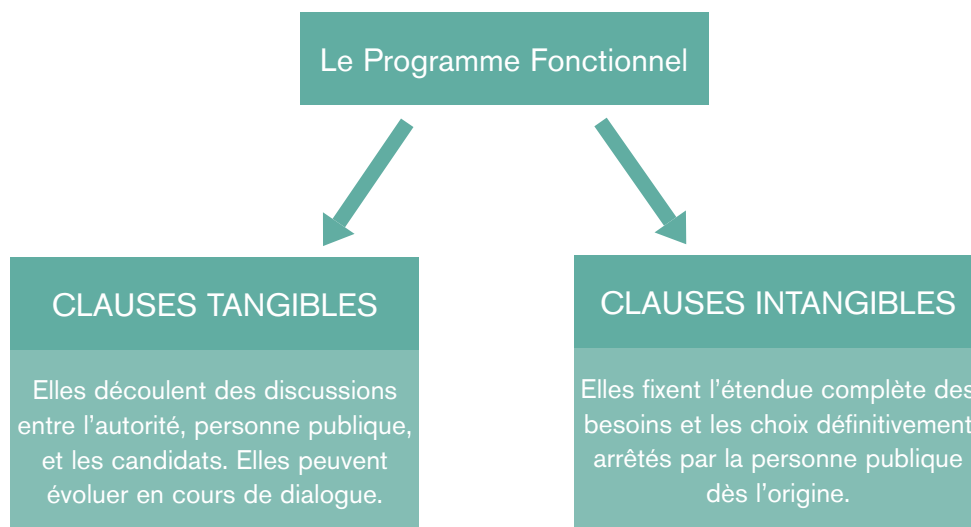 Le Programme Fonctionnel
CLAUSES TANGIBLES
Elles découlent des discussions
entre l'autorité, personne publique,
et les candidats. Elles peuvent
évoluer en cours de dialogue.
CLAUSES INTANGIBLES
Elles fixent l'étendue complète des
besoins et les choix définitivement
arrêtés par la personne publique
dès l'origine.